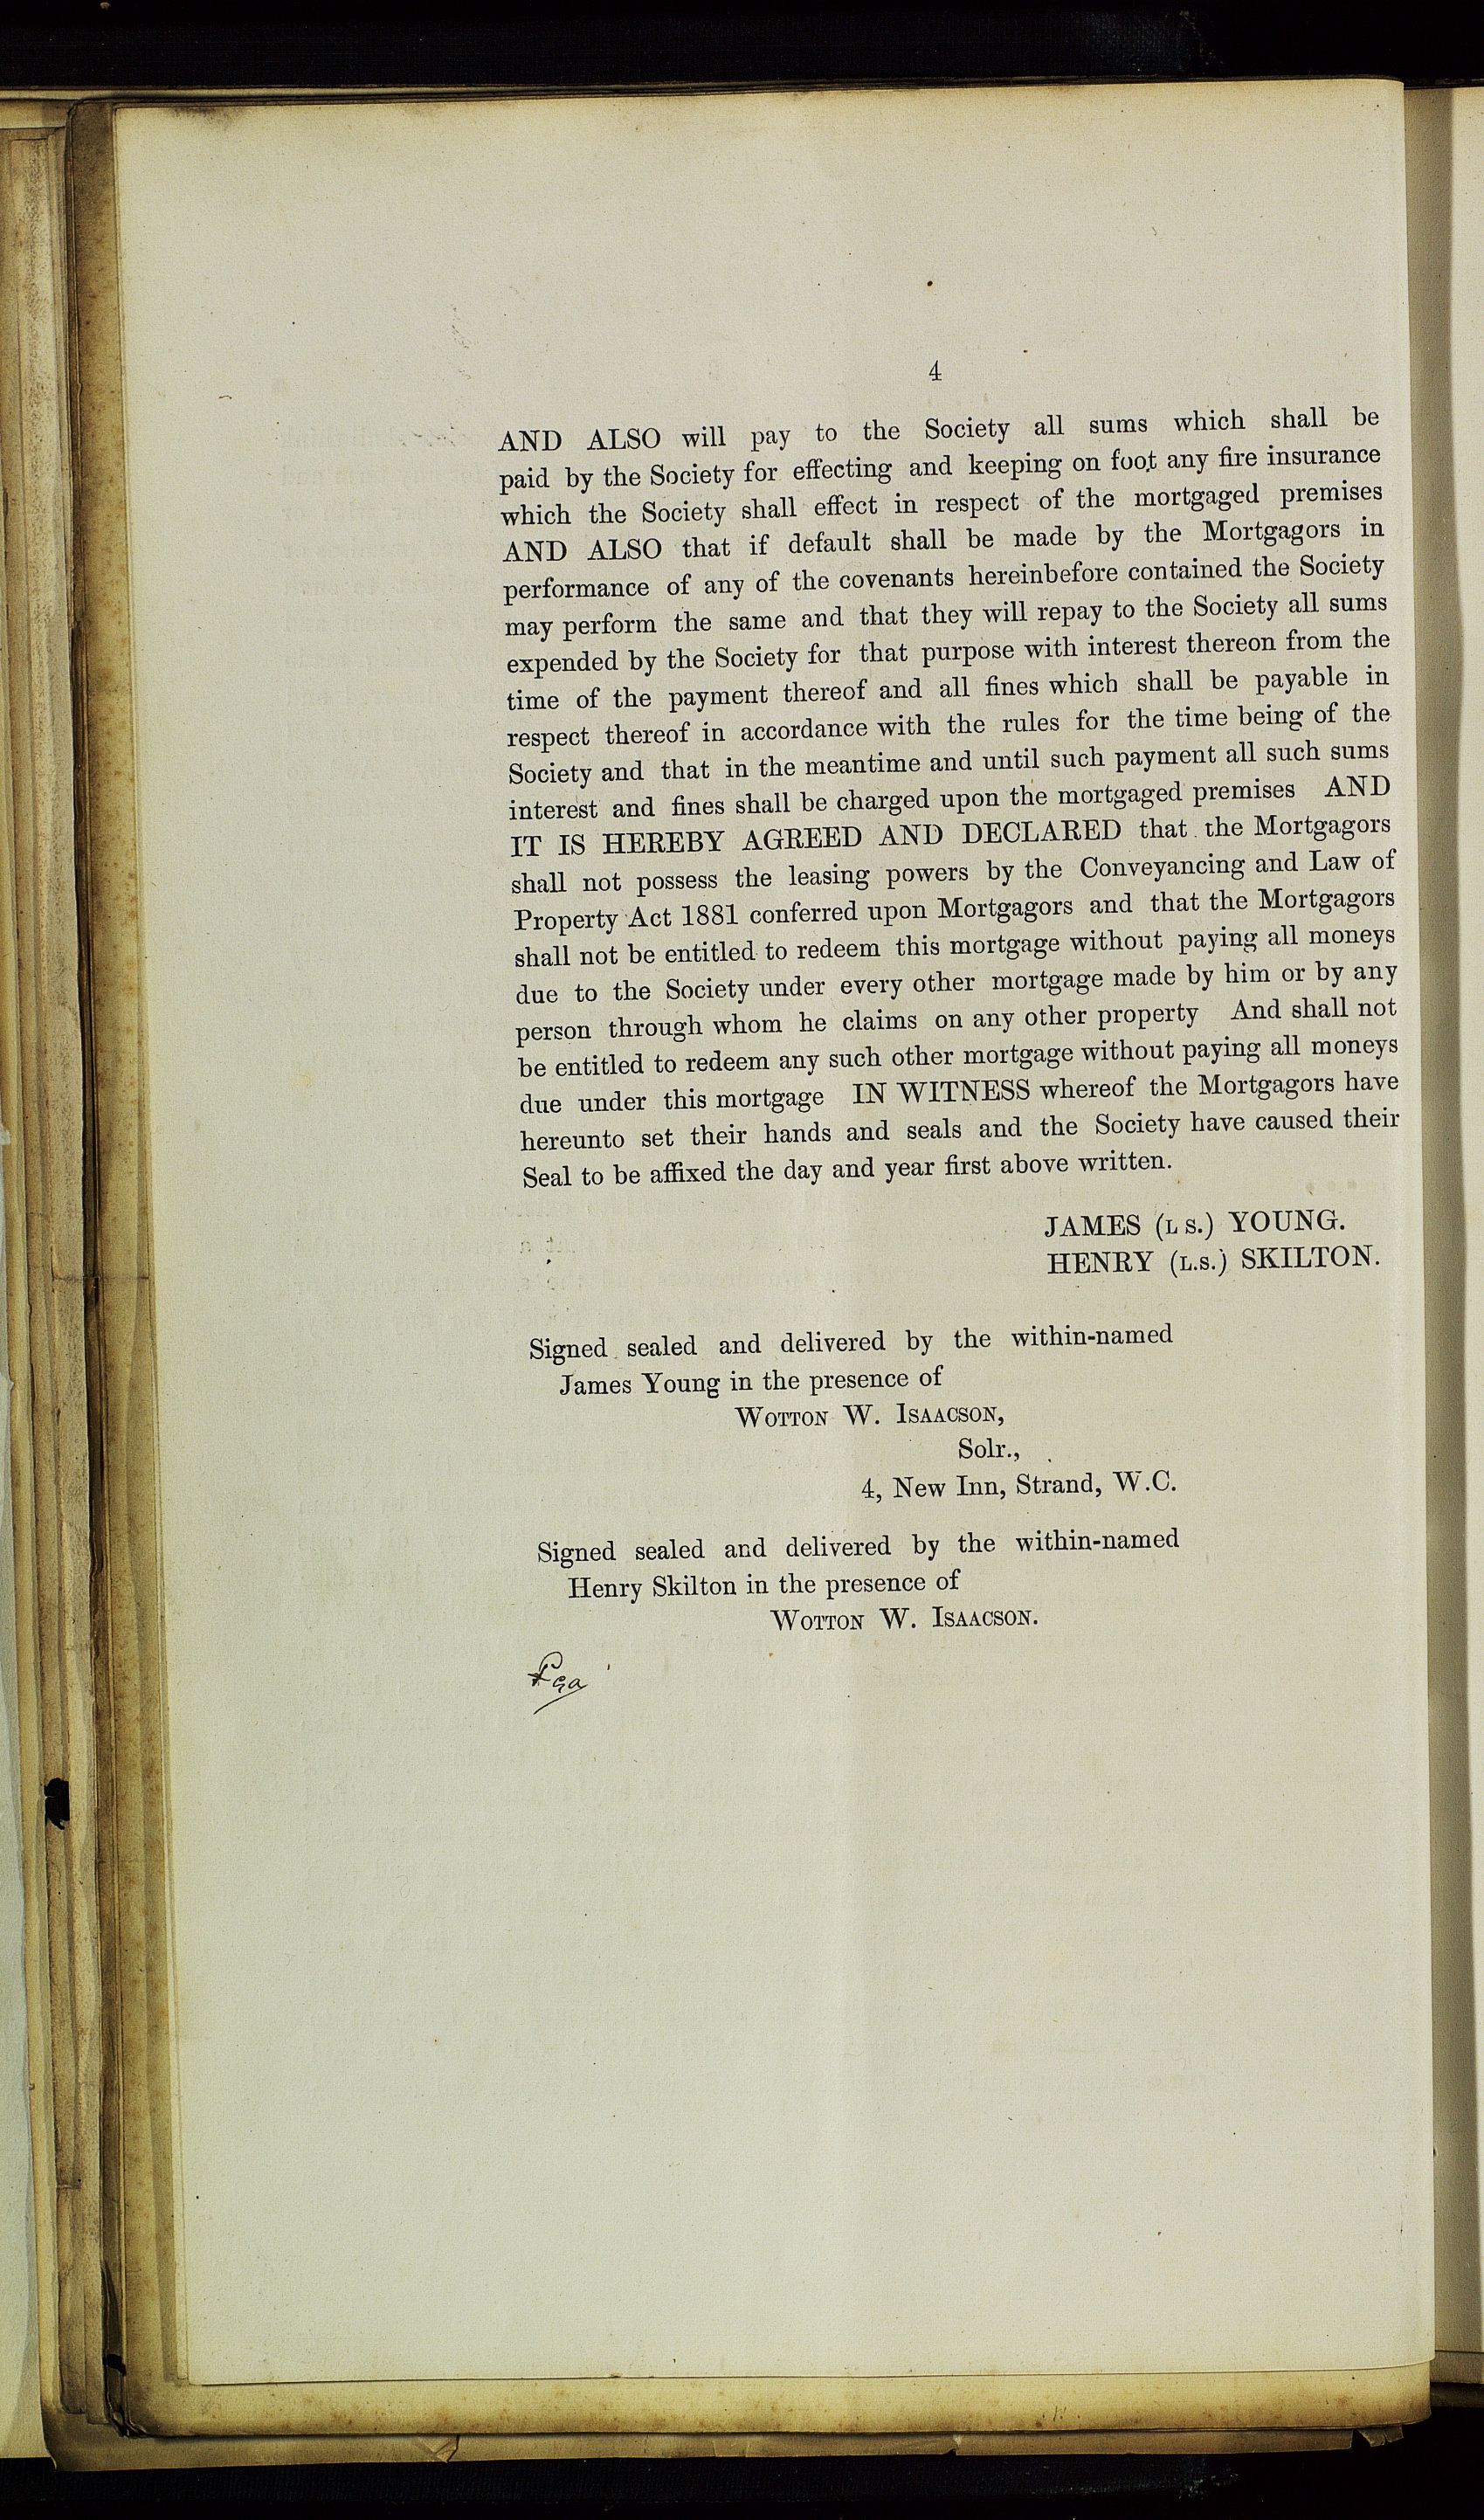 4
AND ALSO will pay to the Society all sums which shall be
paid by the Society for effecting and keeping on foot any fire insurance
which the Society shall effect in respect of the mortgaged premises
AND ALSO that if default shall be made by the Mortgagors in
performance of any of the covenants hereinbefore contained the Society
may perform the same and that they will repay to the Society all sums
expended by the Society for that purpose with interest thereon from the
time of the payment thereof and all fines which shall be payable in
respect thereof in accordance with the rules for the time being of the
Society and that in the meantime and until such payment all such sums
interest and fines shall be charged upon the mortgaged premises AND
IT IS HEREBY AGREED AND DECLARED that the Mortgagors
shall not possess the leasing powers by the Conveyancing and Law of
Property Act 1881 conferred upon Mortgagors and that the Mortgagors
shall not be entitled to redeem this mortgage without paying all moneys
due to the Society under every other mortgage made by him or by any
person through whom he claims on any other property And shall not
be entitled to redeem any such other mortgage without paying all moneys
due under this mortgage IN WITNESS whereof the Mortgagors have
hereunto set their hands and seals and the Society have caused their
Seal to be affixed the day and year first above written.
JAMES (L S.) YOUNG.
HENRY (L.S.) SKILTON.
Signed sealed and delivered by the within-named
James Young in the presence of
WOTTON W. ISAACSON,
Solr.,
4, New Inn, Strand, W.C.
Signed sealed and delivered by the within-named
Henry Skilton in the presence of
WOTTON W. ISAACSON.